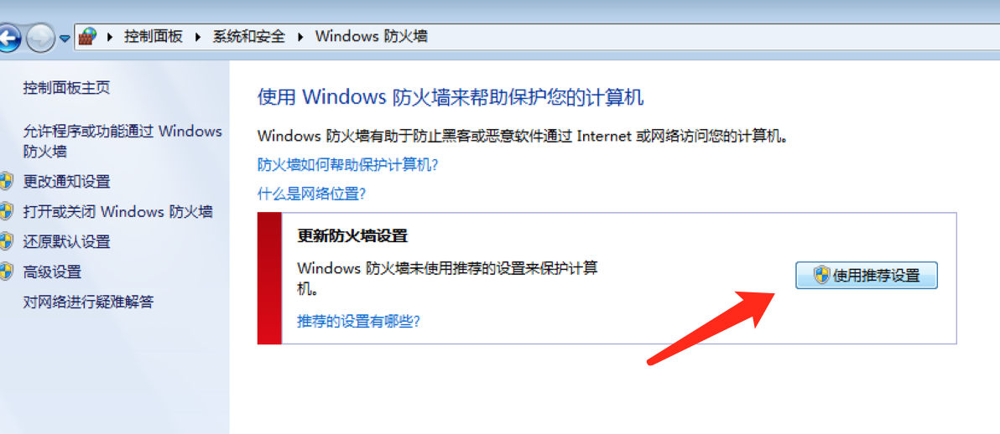 控制面板 系统和安全 Windows 防火墙
控制面板主页
允许程序或功能通过 Windows
防火墙
更改通知设置
打开或关闭 Windows 防火墙
还原默认设置
高级设置
对网络进行疑难解答
使用 Windows 防火墙来帮助保护您的计算机
Windows 防火墙有助于防止黑客或恶意软件通过 Internet 或网络访问您的计算机。
防火墙如何帮助保护计算机?
什么是网络位置?
更新防火墙设置
Windows 防火墙未使用推荐的设置来保护计算
机。
使用推荐设置
推荐的设置有哪些?